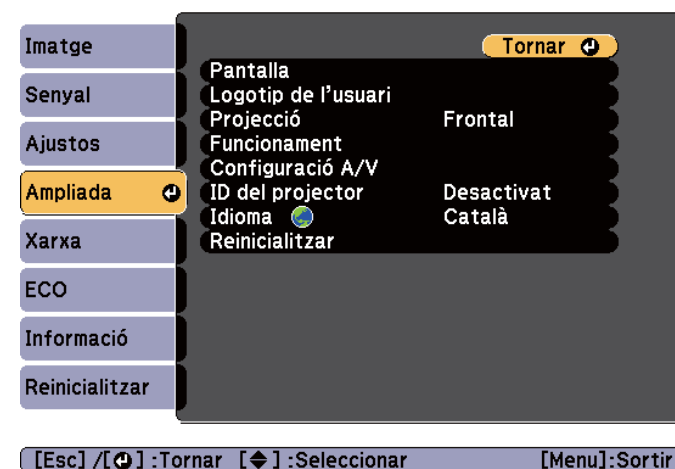 Imatge
Senyal
Ajustos
Ampliada
Xarxa
ECO
Informació
Reinicialitzar
Tornar
Pantalla
Logotip de l'usuari
Projecció Frontal
Funcionament
Configuració A/V
ID del projector Desactivat
Idioma Català
Reinicialitzar
[Esc] /[⏎] :Tornar [◆] :Seleccionar [Menu]:Sortir